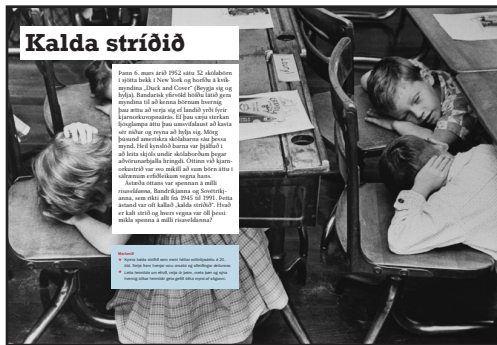 Kalda stríðið
Þann 6. mars árið 1952 sátu 32 skólabörn
í sjötta bekk í New York og horfðu á kvik-
myndina „Duck and Cover“ (Beygja sig og
hylja). Bandarísk yfirvöld höfðu látið gera
myndina til að kenna börnum hvernig
þau ættu að verja sig ef landið yrði fyrir
kjarnorkuvopnaárás. Ef þau sæju sterkan
ljósglampa áttu þau umsvifalaust að kasta
sér niður og reyna að hylja sig. Mörg
þúsund amerísk skólabarna sáu þessa
mynd. Heil kynslóð barna var þjálfuð í
að leita skjóls undir skólaborðum þegar
aðvörunarbjalla hringdi. Óttinn við kjarn-
orkustríð var svo mikill að sum börn áttu í
sálrænum erfiðleikum vegna hans.
Ástæða óttans var spennan á milli
risaveldanna, Bandaríkjanna og Sovétríkj-
anna, sem ríkti allt frá 1945 til 1991. Þetta
ástand var oft kallað „kalda stríðið“. Hvað
er kalt stríð og hvers vegna var öll þessi
mikla spenna á milli risaveldanna?
Markmið